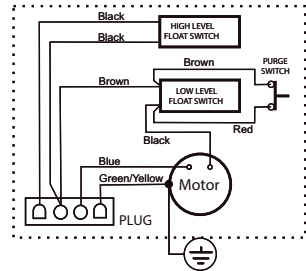 Black
HIGH LEVEL
FLOAT SWITCH
Black
Brown
PURGE
SWITCH
Brown
LOW LEVEL
FLOAT SWITCH
Red
Black
Blue
Green/Yellow
Motor
PLUG